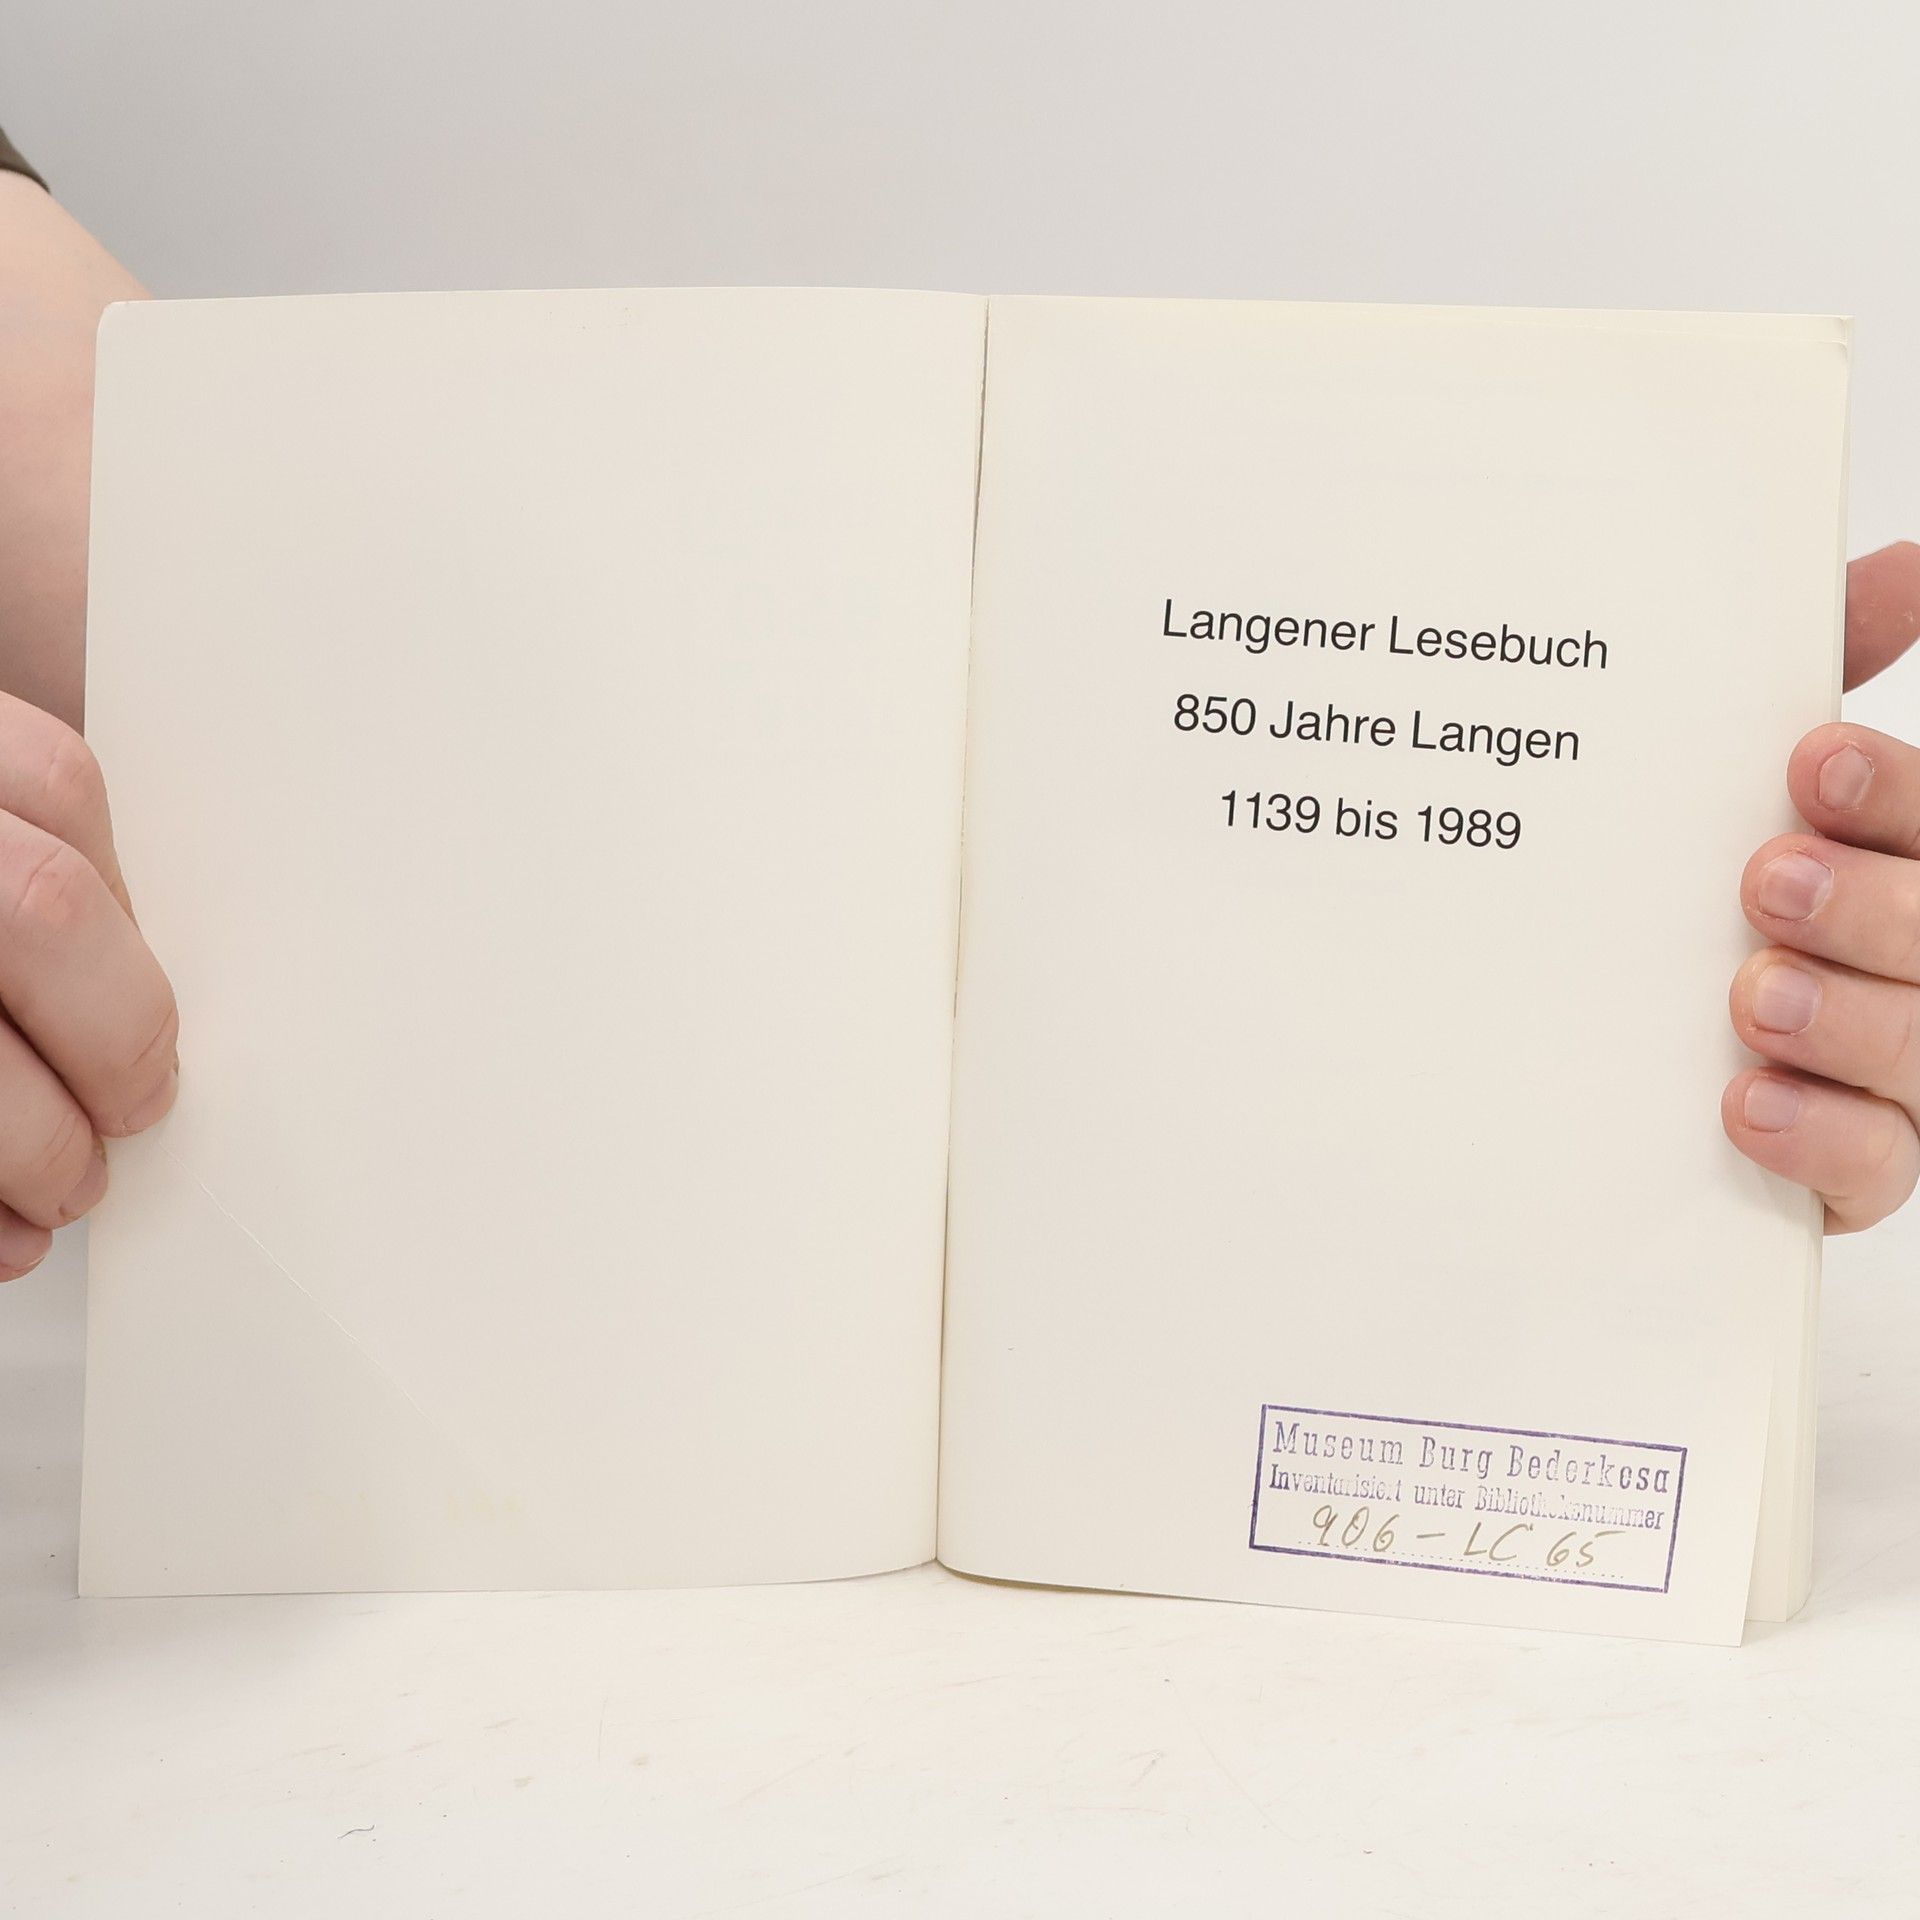 Langener Lesebuch
850 Jahre Langen
1139 bis 1989
Museum Burg Bederkesa
Inventarisiert unter Bibliotheksnummer
906 - LC 65